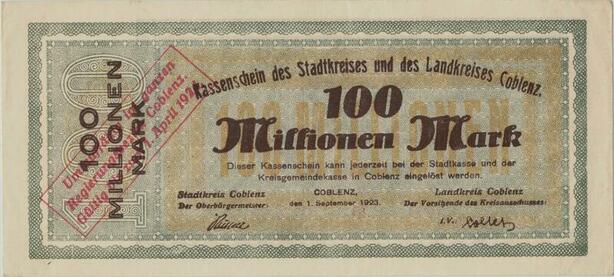 Kassenschein des Stadtkreises und des Landkreises Coblenz.
100
Millionen Mark
Dieser Kassenschein kann jederzeit bei der Stadtkasse und der
Kreisgemeindekasse in Coblenz eingelöst werden.
Stadtkreis Coblenz
Der Oberbürgermeister:
COBLENZ,
den 1. September 1923.
Landkreis Coblenz
Der Vorsitzende des Kreisausschusses:
I.V.
100
MILLIONEN
MARK
Coblenz.
April